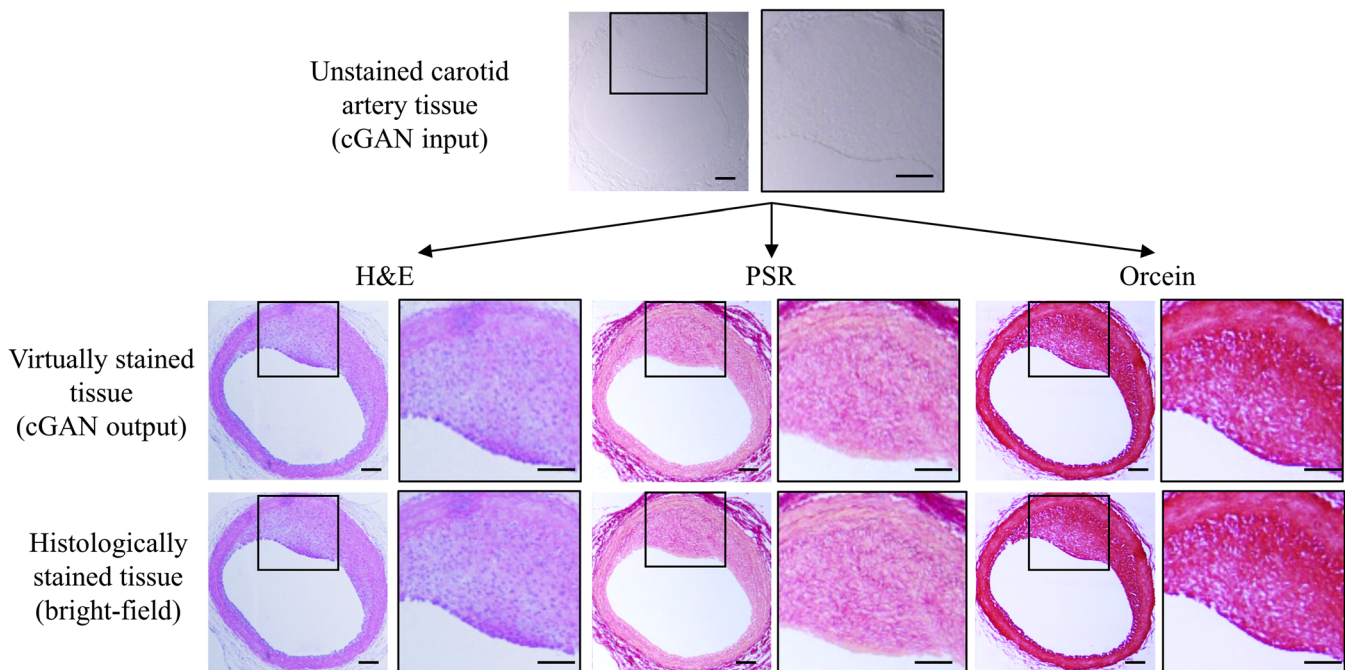 Unstained carotid
artery tissue
(cGAN input)
H&E
PSR
Orcein
Virtually stained
tissue
(cGAN output)
Histologically
stained tissue
(bright-field)